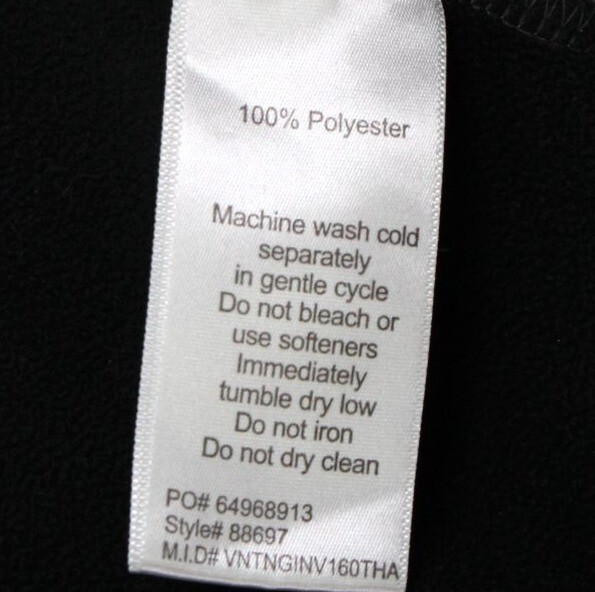 100% Polyester
Machine wash cold
separately
in gentle cycle
Do not bleach or
use softeners
Immediately
tumble dry low
Do not iron
Do not dry clean
PO# 64968913
Style# 88697
M.I.D# VNTNGINV160THA